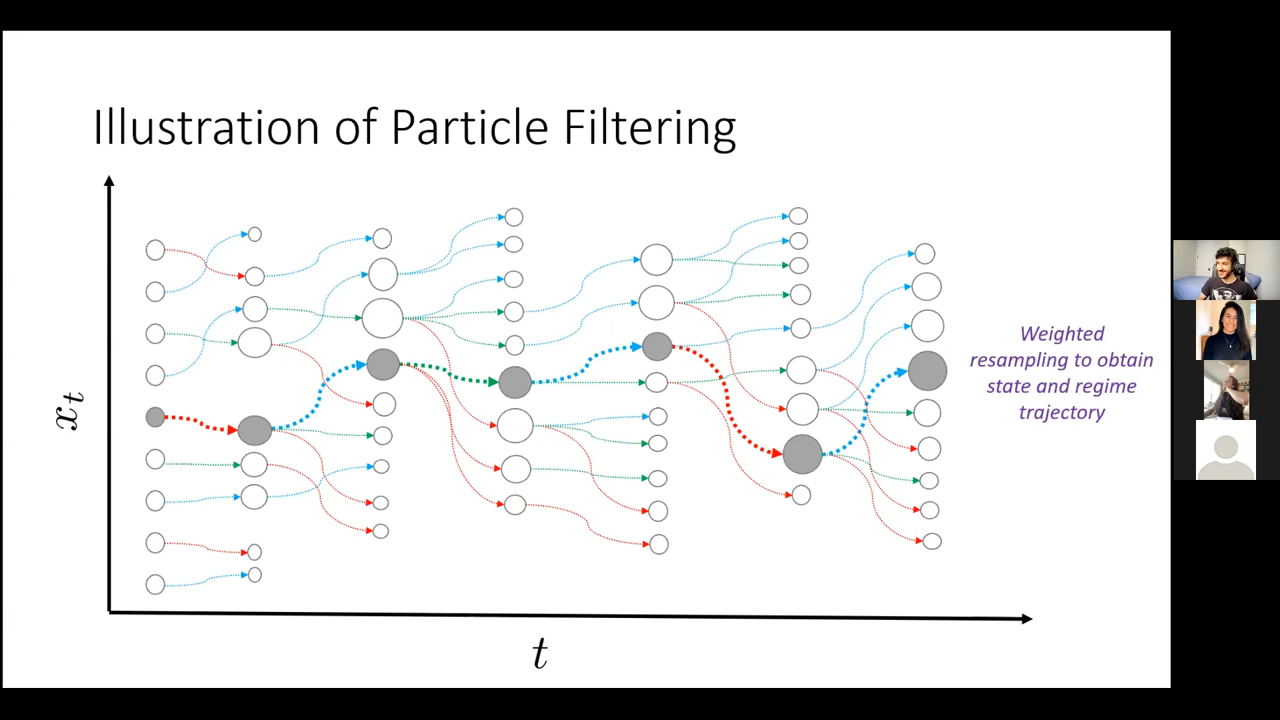 Illustration of Particle Filtering
x_t
Weighted
resampling to obtain
state and regime
trajectory
t